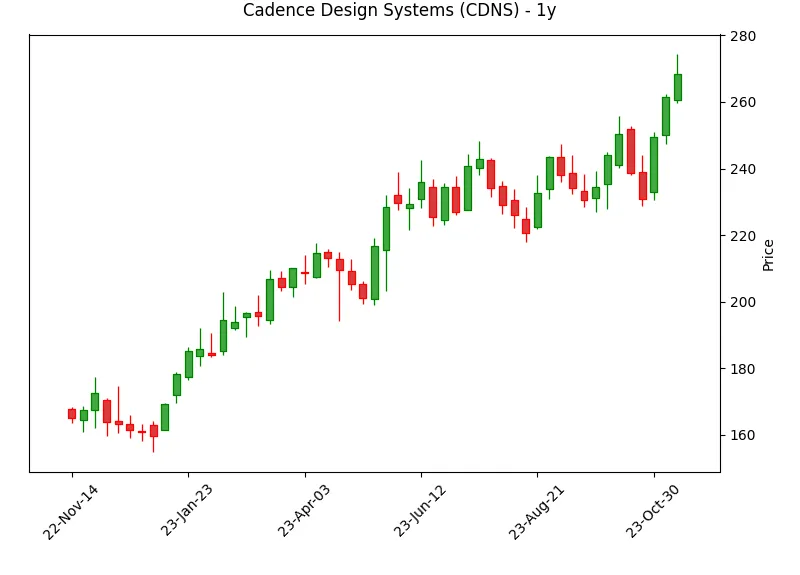 Cadence Design Systems (CDNS) - 1y
280
260
240
220
200
180
160
Price
22-Nov-14
23-Jan-23
23-Apr-03
23-Jun-12
23-Aug-21
23-Oct-30